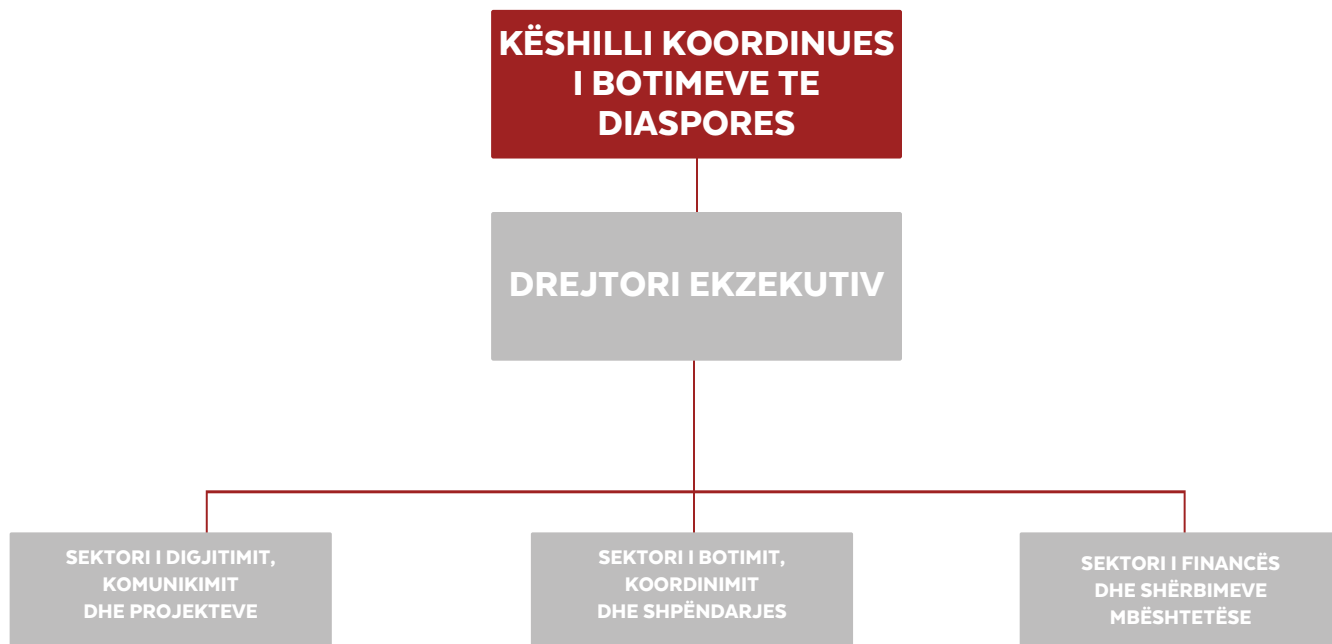 KËSHILLI KOORDINUES
I BOTIMEVE TE
DIASPORES
DREJTORI EKZEKUTIV
SEKTORI I DIGJITIMIT,
KOMUNIKIMIT
DHE PROJEKTEVE
SEKTORI I BOTIMIT,
KOORDINIMIT
DHE SHPËNDARJES
SEKTORI I FINANCËS
DHE SHËRBIMEVE
MBËSHTETËSE